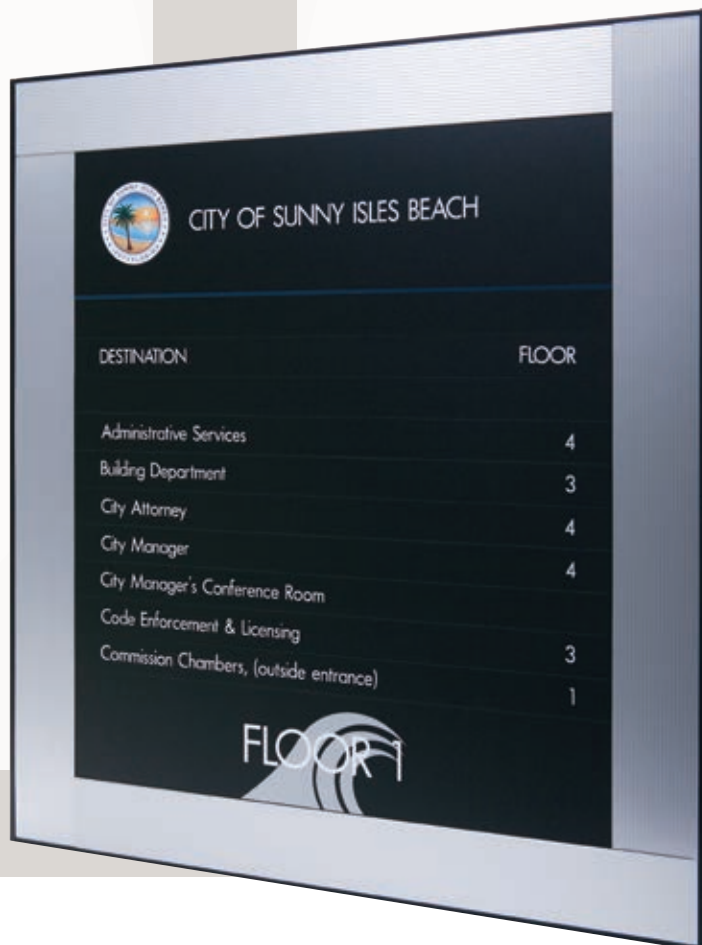 CITY OF SUNNY ISLES BEACH
DESTINATION FLOOR
Administrative Services 4
Building Department 3
City Attorney 4
City Manager 4
City Manager's Conference Room
Code Enforcement & Licensing 3
Commission Chambers, (outside entrance) 1
FLOOR 1